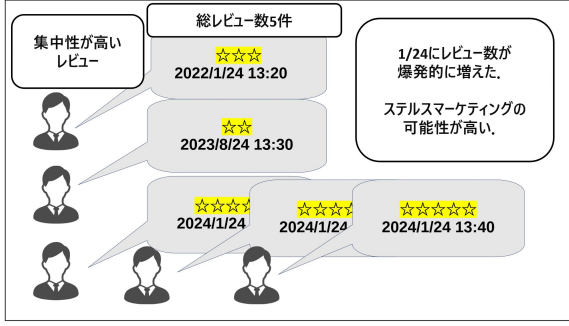 集中性が高い
レビュー
総レビュー数5件
1/24にレビュー数が
爆発的に増えた.
ステルスマーケティングの
可能性が高い.
☆☆☆
2022/1/24 13:20
☆☆
2023/8/24 13:30
☆☆☆☆
2024/1/24
☆☆☆☆
2024/1/24
☆☆☆☆☆
2024/1/24 13:40